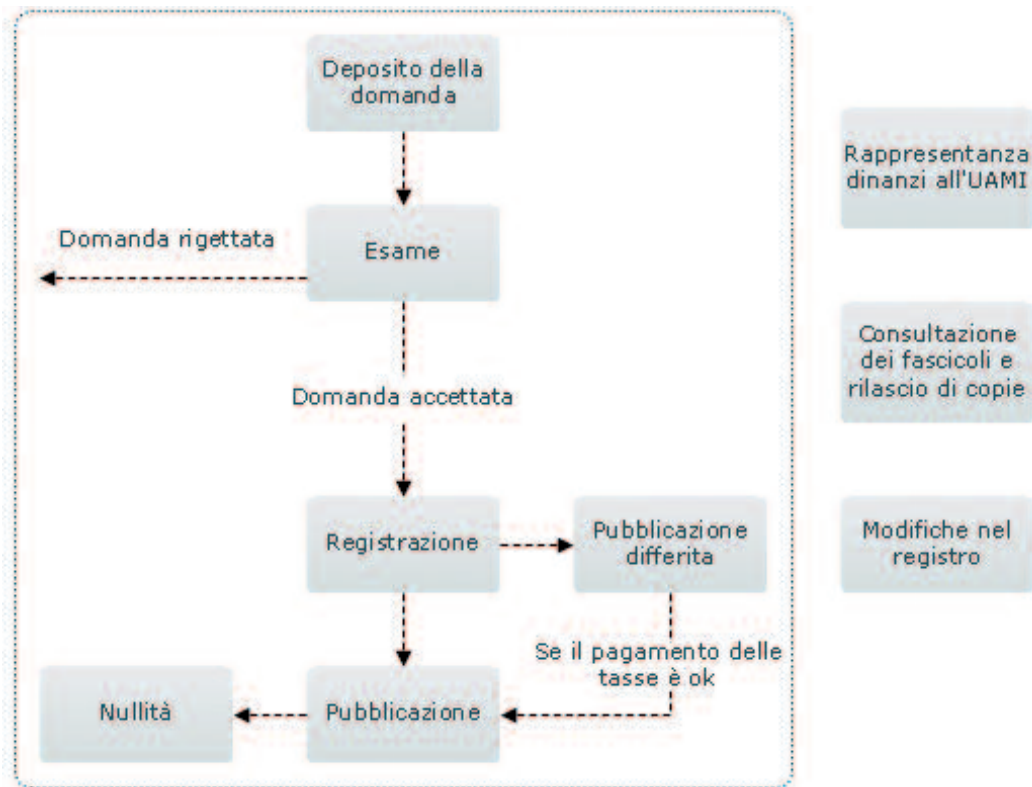 Deposito della
domanda
Domanda rigettata
Esame
Domanda accettata
Registrazione
Pubblicazione
differita
Se il pagamento delle
tasse è ok
Pubblicazione
Nullità
Rappresentanza
dinanzi all'UAMI
Consultazione
dei fascicoli e
rilascio di copie
Modifiche nel
registro